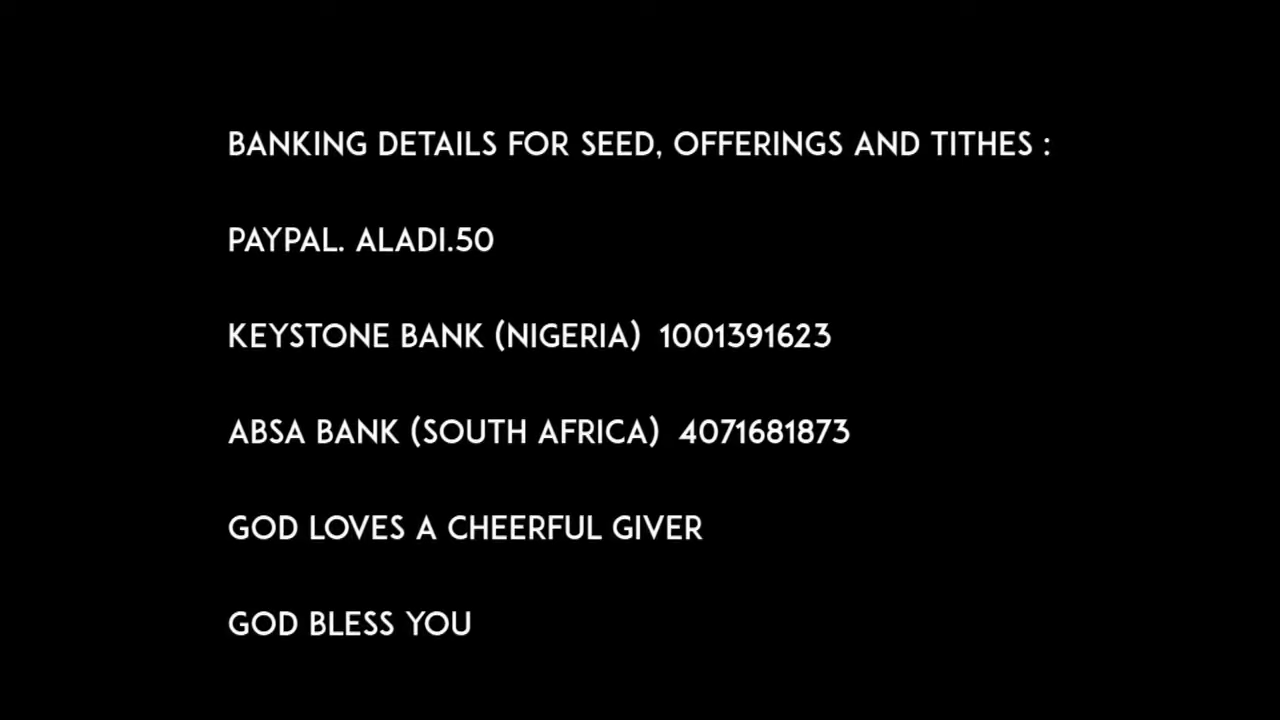 BANKING DETAILS FOR SEED, OFFERINGS AND TITHES :
PAYPAL. ALADI.50
KEYSTONE BANK (NIGERIA) 1001391623
ABSA BANK (SOUTH AFRICA) 4071681873
GOD LOVES A CHEERFUL GIVER
GOD BLESS YOU